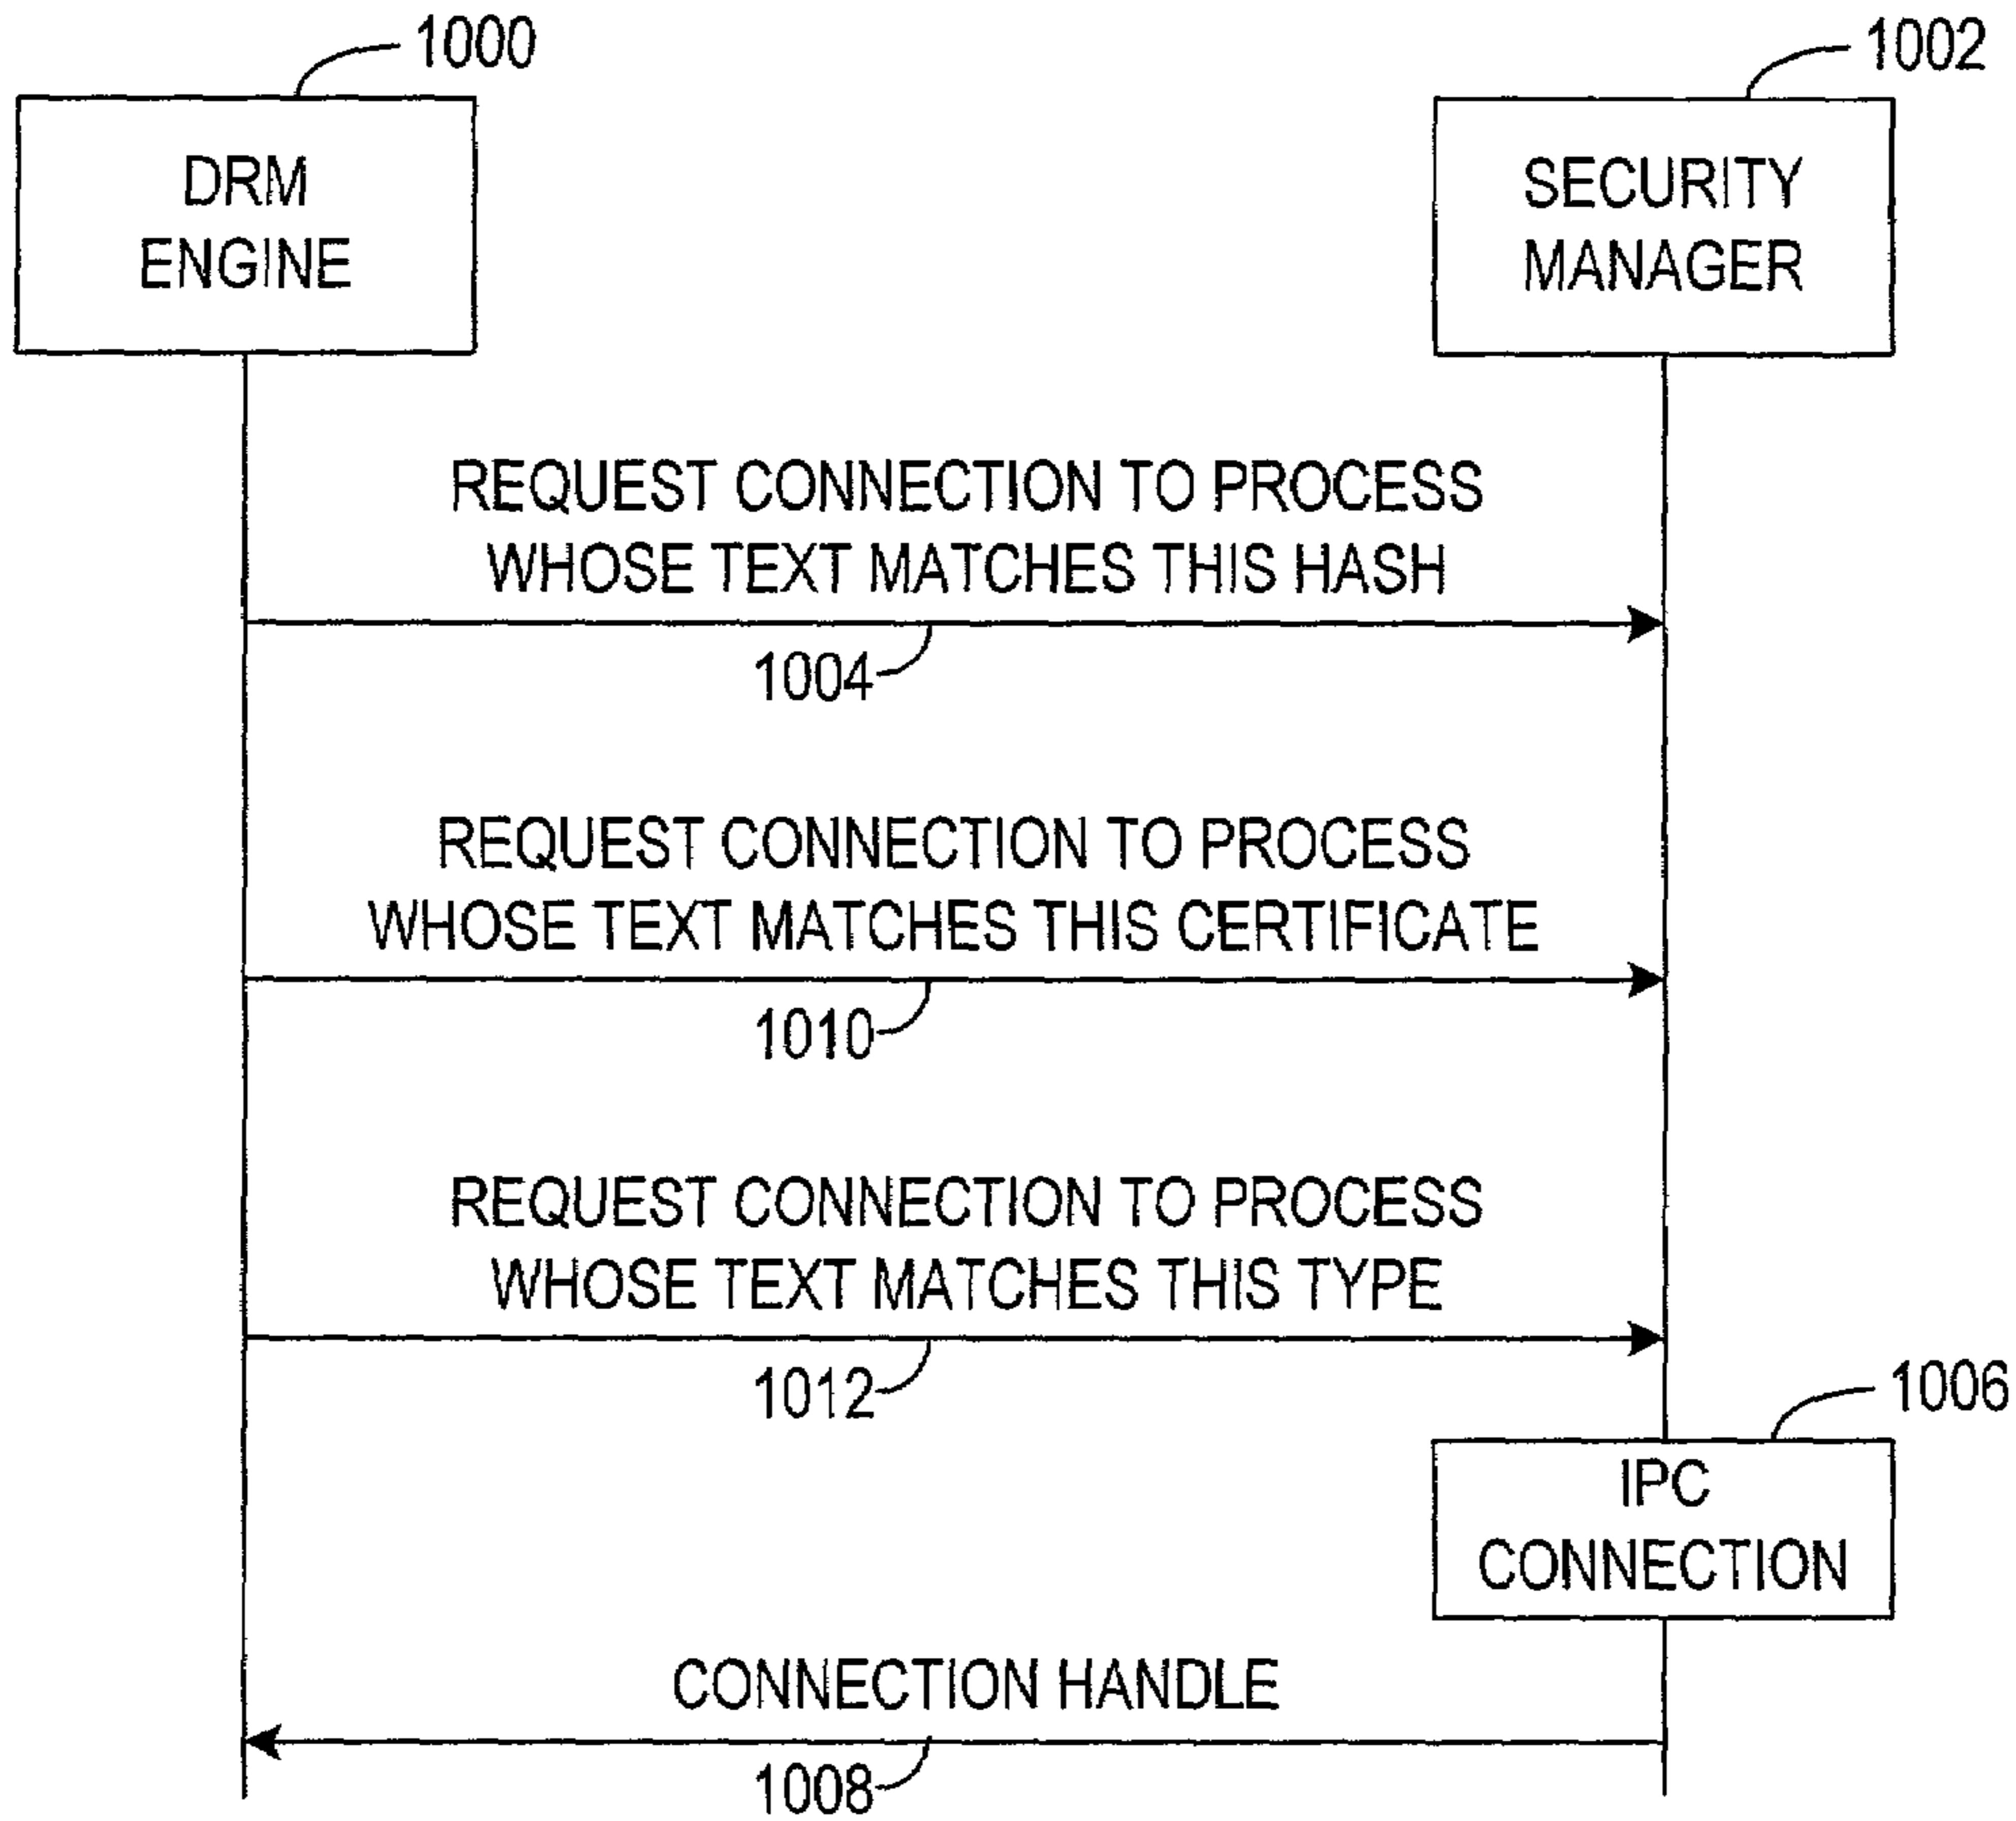 1000
1002
DRM
ENGINE
SECURITY
MANAGER
REQUEST CONNECTION TO PROCESS
WHOSE TEXT MATCHES THIS HASH
1004
REQUEST CONNECTION TO PROCESS
WHOSE TEXT MATCHES THIS CERTIFICATE
1010
REQUEST CONNECTION TO PROCESS
WHOSE TEXT MATCHES THIS TYPE
1012
1006
IPC
CONNECTION
CONNECTION HANDLE
1008